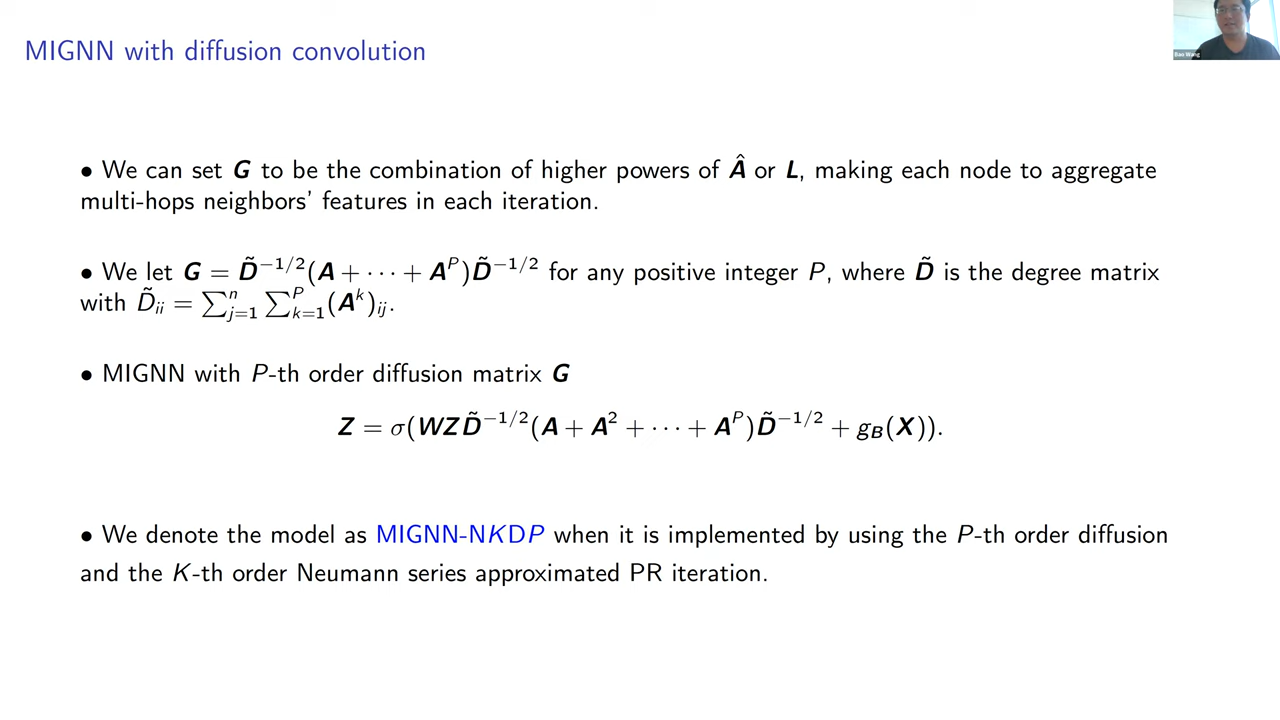 MIGNN with diffusion convolution
Bao Wang
• We can set G to be the combination of higher powers of Â or L, making each node to aggregate
multi-hops neighbors' features in each iteration.
• We let G = D̃^{−1/2}(A + ··· + A^P)D̃^{−1/2} for any positive integer P, where D̃ is the degree matrix
with D̃_{ii} = ∑_{j=1}^{n} ∑_{k=1}^{P} (A^k)_{ij}.
• MIGNN with P-th order diffusion matrix G
Z = σ(WZD̃^{−1/2}(A + A^2 + ··· + A^P)D̃^{−1/2} + g_B(X)).
• We denote the model as MIGNN-NKDP when it is implemented by using the P-th order diffusion
and the K-th order Neumann series approximated PR iteration.